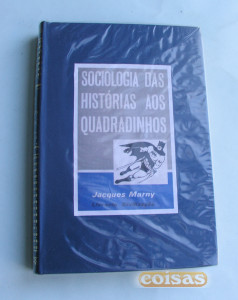 SOCIOLOGIA DAS
HISTÓRIAS AOS
QUADRADINHOS
Jacques Marny
coisas